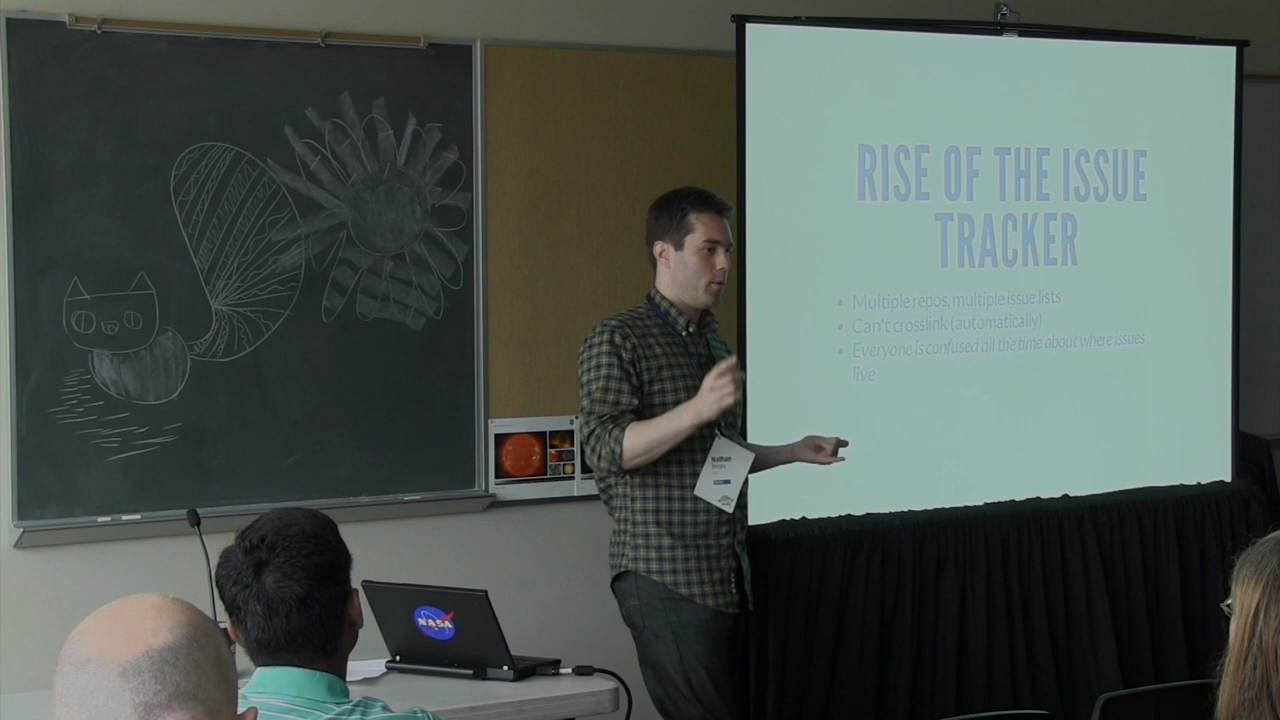 RISE OF THE ISSUE
TRACKER
Multiple repos, multiple issue lists
Can't crosslink (automatically)
Everyone is confused all the time about where issues
live
Nathan
NASA